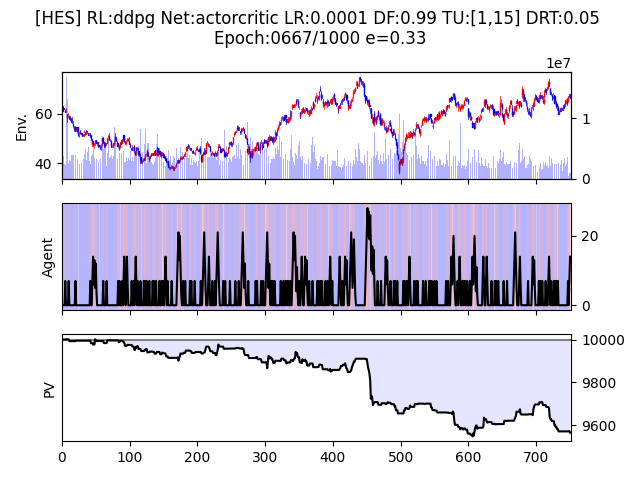 [HES] RL:ddpg Net:actorcritic LR:0.0001 DF:0.99 TU:[1,15] DRT:0.05
Epoch:0667/1000 e=0.33
1e7
60
40
Env.
1
0
Agent
20
0
PV
10000
9800
9600
0 100 200 300 400 500 600 700